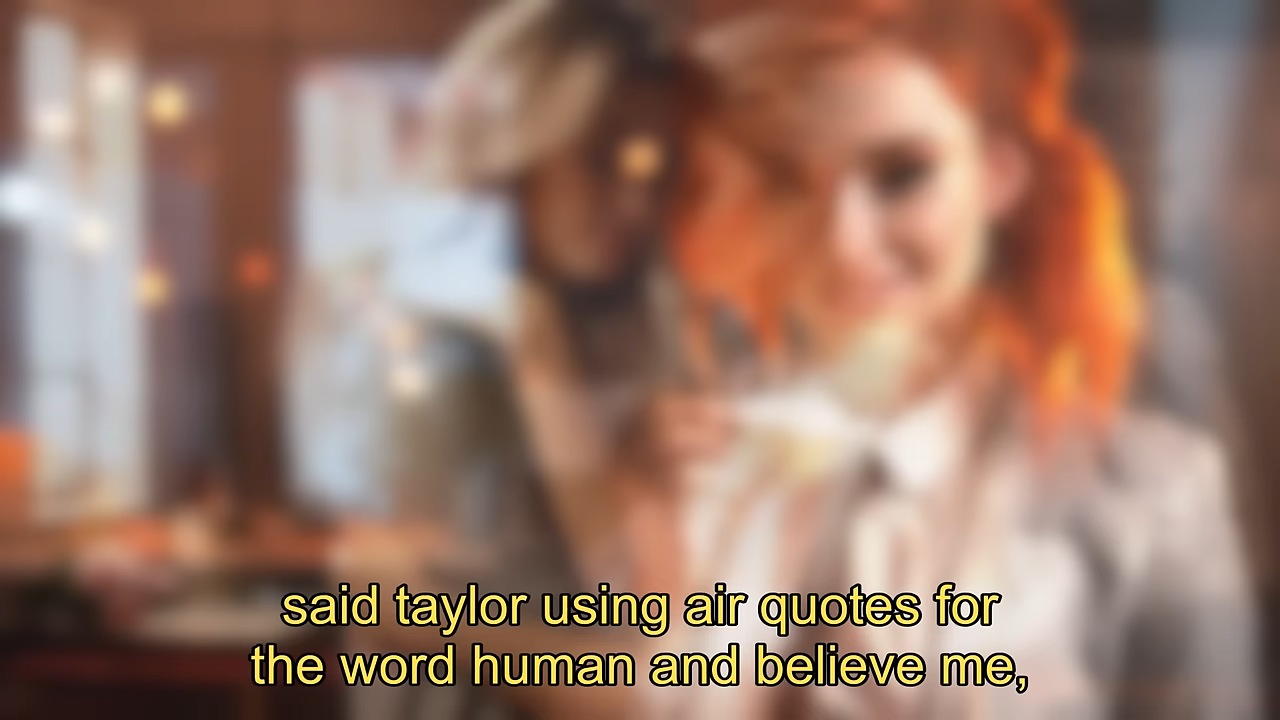 said taylor using air quotes for
the word human and believe me,